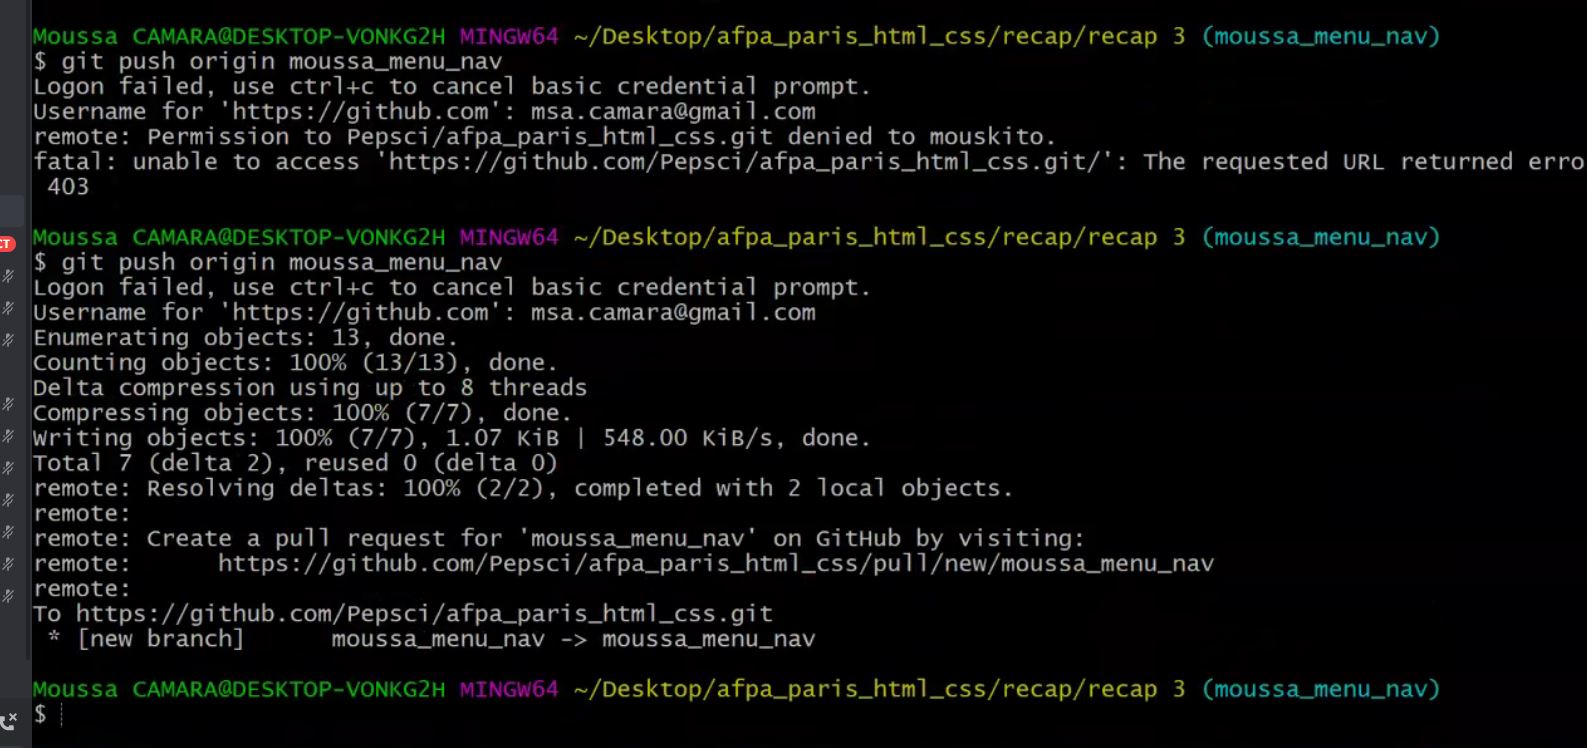 Moussa CAMARA@DESKTOP-VONKG2H MINGW64 ~/Desktop/afpa_paris_html_css/recap/recap 3 (moussa_menu_nav)
$ git push origin moussa_menu_nav
Logon failed, use ctrl+c to cancel basic credential prompt.
Username for 'https://github.com': msa.camara@gmail.com
remote: Permission to Pepsci/afpa_paris_html_css.git denied to mouskito.
fatal: unable to access 'https://github.com/Pepsci/afpa_paris_html_css.git/': The requested URL returned erro
403
CT
Moussa CAMARA@DESKTOP-VONKG2H MINGW64 ~/Desktop/afpa_paris_html_css/recap/recap 3 (moussa_menu_nav)
$ git push origin moussa_menu_nav
Logon failed, use ctrl+c to cancel basic credential prompt.
Username for 'https://github.com': msa.camara@gmail.com
Enumerating objects: 13, done.
Counting objects: 100% (13/13), done.
Delta compression using up to 8 threads
Compressing objects: 100% (7/7), done.
Writing objects: 100% (7/7), 1.07 KiB | 548.00 KiB/s, done.
Total 7 (delta 2), reused 0 (delta 0)
remote: Resolving deltas: 100% (2/2), completed with 2 local objects.
remote:
remote: Create a pull request for 'moussa_menu_nav' on GitHub by visiting:
remote:      https://github.com/Pepsci/afpa_paris_html_css/pull/new/moussa_menu_nav
remote:
To https://github.com/Pepsci/afpa_paris_html_css.git
 * [new branch]      moussa_menu_nav -> moussa_menu_nav
Moussa CAMARA@DESKTOP-VONKG2H MINGW64 ~/Desktop/afpa_paris_html_css/recap/recap 3 (moussa_menu_nav)
$